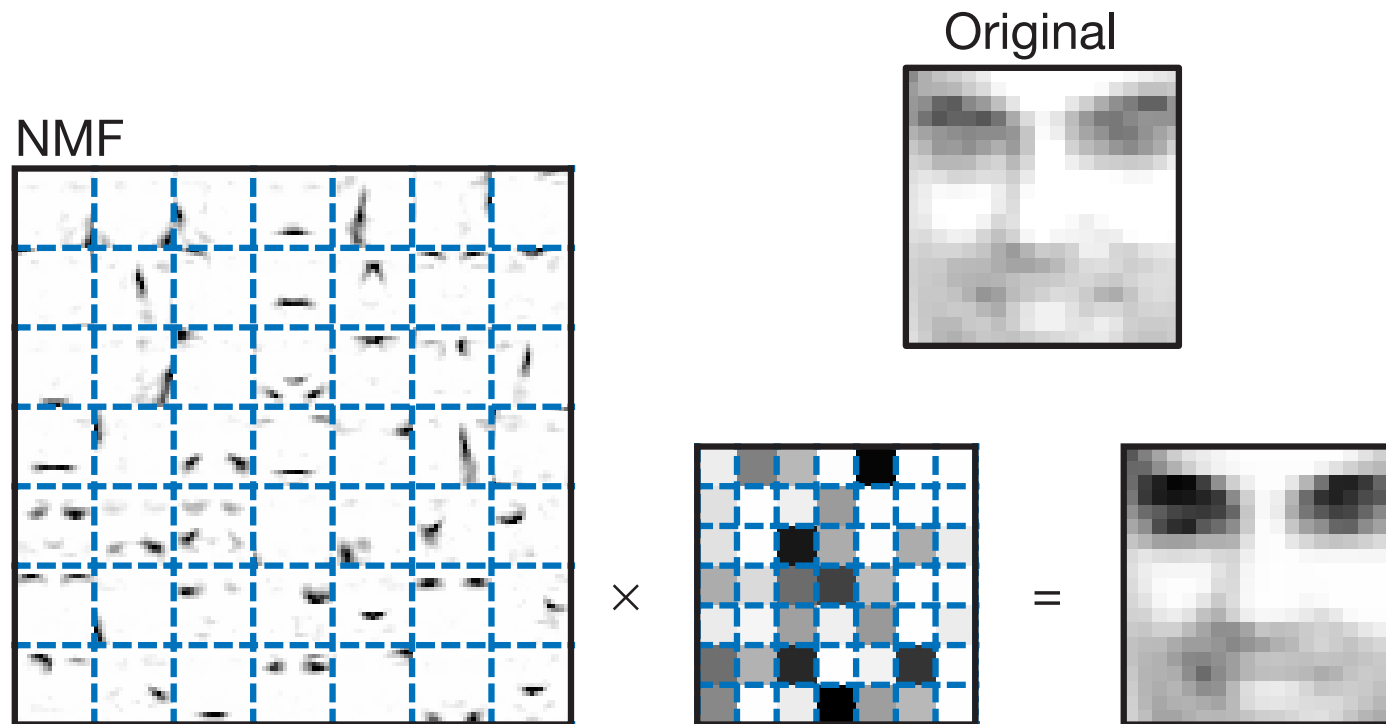 Original
NMF
×
=